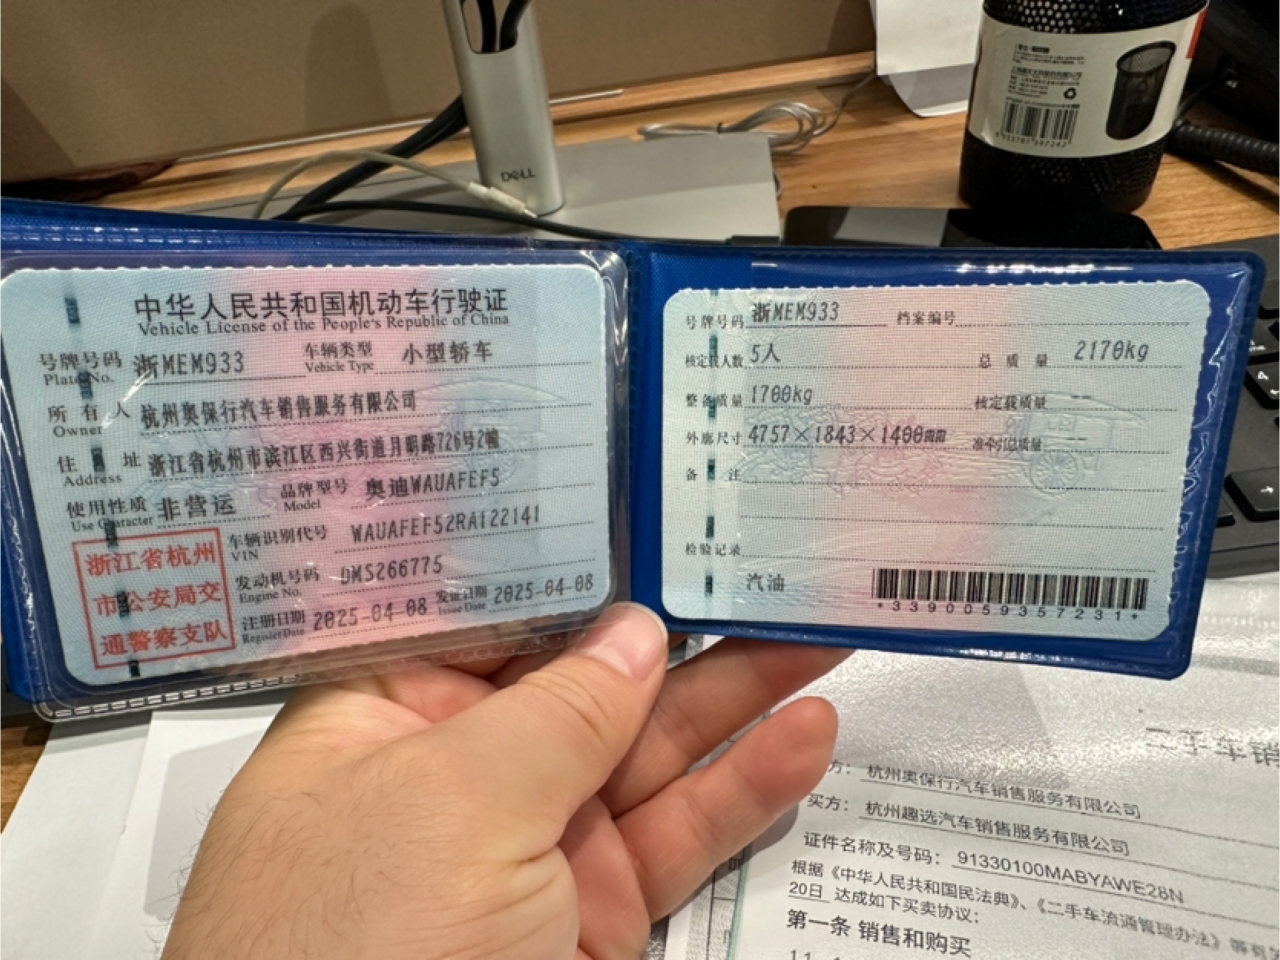 DELL
中华人民共和国机动车行驶证
Vehicle License of the People's Republic of China
号牌号码 浙MEM933 车辆类型 小型轿车
Plate No. Vehicle Type
所有人 杭州奥保行汽车销售服务有限公司
Owner
住址 浙江省杭州市滨江区西兴街道月明路726号2幢
Address
使用性质 非营运 品牌型号 奥迪WAUAFEF5
Use Character Model
浙江省杭州
市公安局交
通警察支队
车辆识别代号 WAUAFEF52RA122141
VIN
发动机号码 DMS266775
Engine No.
注册日期 2025-04-08 发证日期 2025-04-08
Register Date Issue Date
号牌号码 浙MEM933 档案编号
核定载人数 5人 总质量 2170kg
整备质量 1700kg 核定载质量
外廓尺寸 4757×1843×1400mm 准牵引总质量
备注
检验记录
汽油
*3390059357231*
方：杭州奥保行汽车销售服务有限公司
买方：杭州趣选汽车销售服务有限公司
证件名称及号码：91330100MABYAWE28N
根据《中华人民共和国民法典》、《二手车流通管理办法》
20日 达成如下买卖协议：
第一条 销售和购买